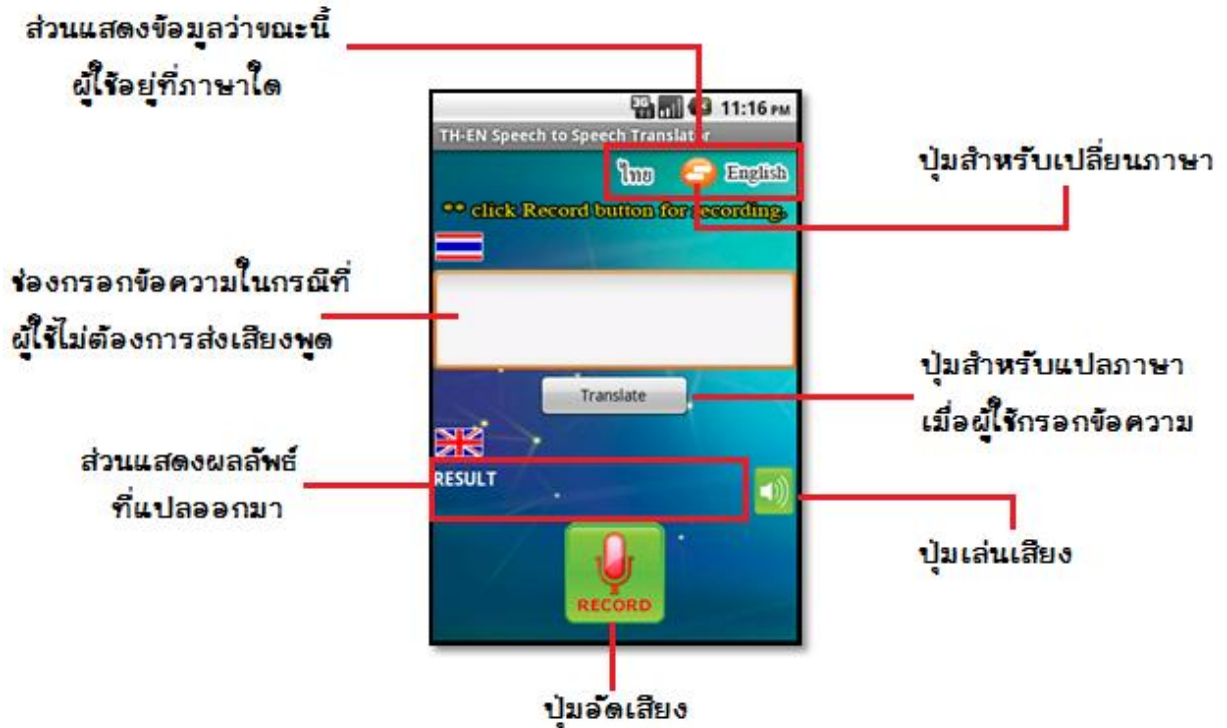 ส่วนแสดงข้อมูลว่าขณะนี้
ผู้ใช้อยู่ที่ภาษาใด
3G
11:16 PM
TH-EN Speech to Speech Translator
ไทย
English
** click Record button for recording.
ปุ่มสำหรับเปลี่ยนภาษา
ช่องกรอกข้อความในกรณีที่
ผู้ใช้ไม่ต้องการส่งเสียงพูด
Translate
ปุ่มสำหรับแปลภาษา
เมื่อผู้ใช้กรอกข้อความ
ส่วนแสดงผลลัพธ์
ที่แปลออกมา
RESULT
ปุ่มเล่นเสียง
RECORD
ปุ่มอัดเสียง